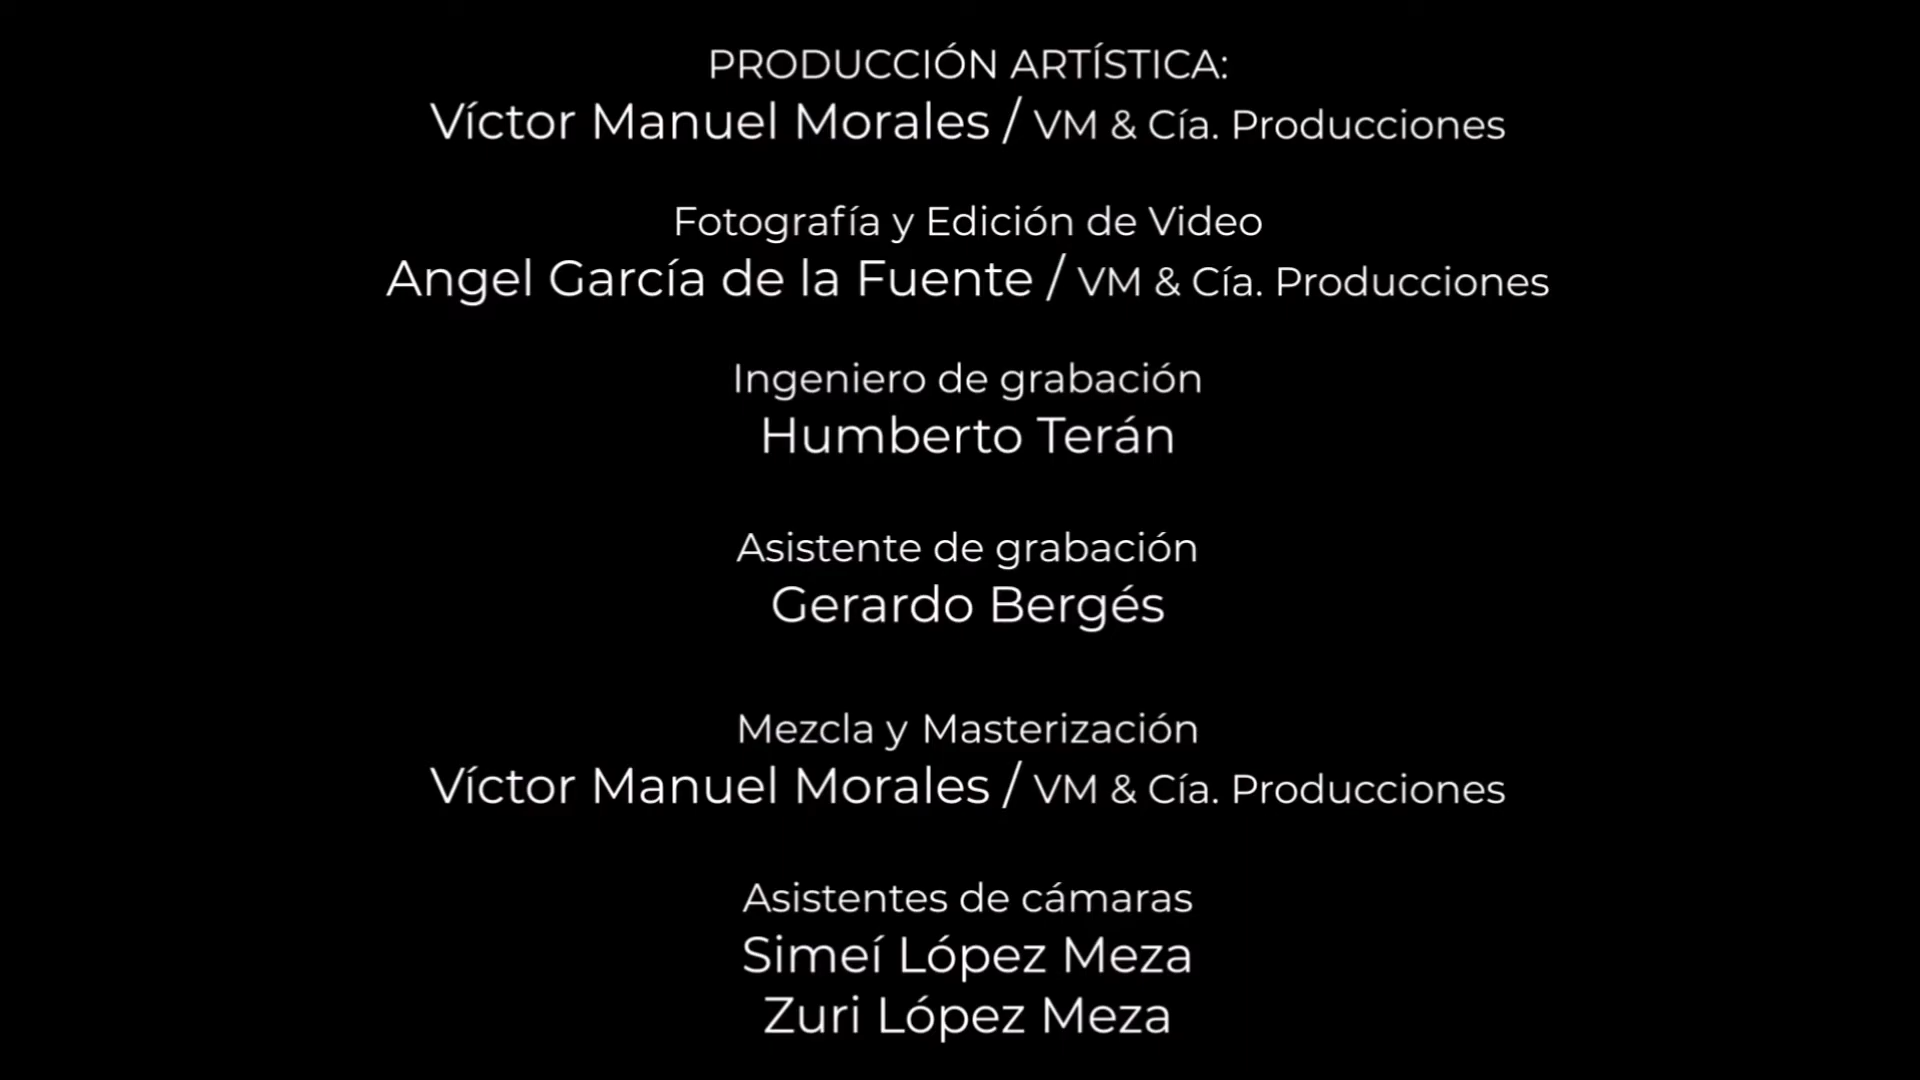 PRODUCCIÓN ARTÍSTICA:
Víctor Manuel Morales / VM & Cía. Producciones
Fotografía y Edición de Video
Angel García de la Fuente / VM & Cía. Producciones
Ingeniero de grabación
Humberto Terán
Asistente de grabación
Gerardo Bergés
Mezcla y Masterización
Víctor Manuel Morales / VM & Cía. Producciones
Asistentes de cámaras
Simeí López Meza
Zuri López Meza